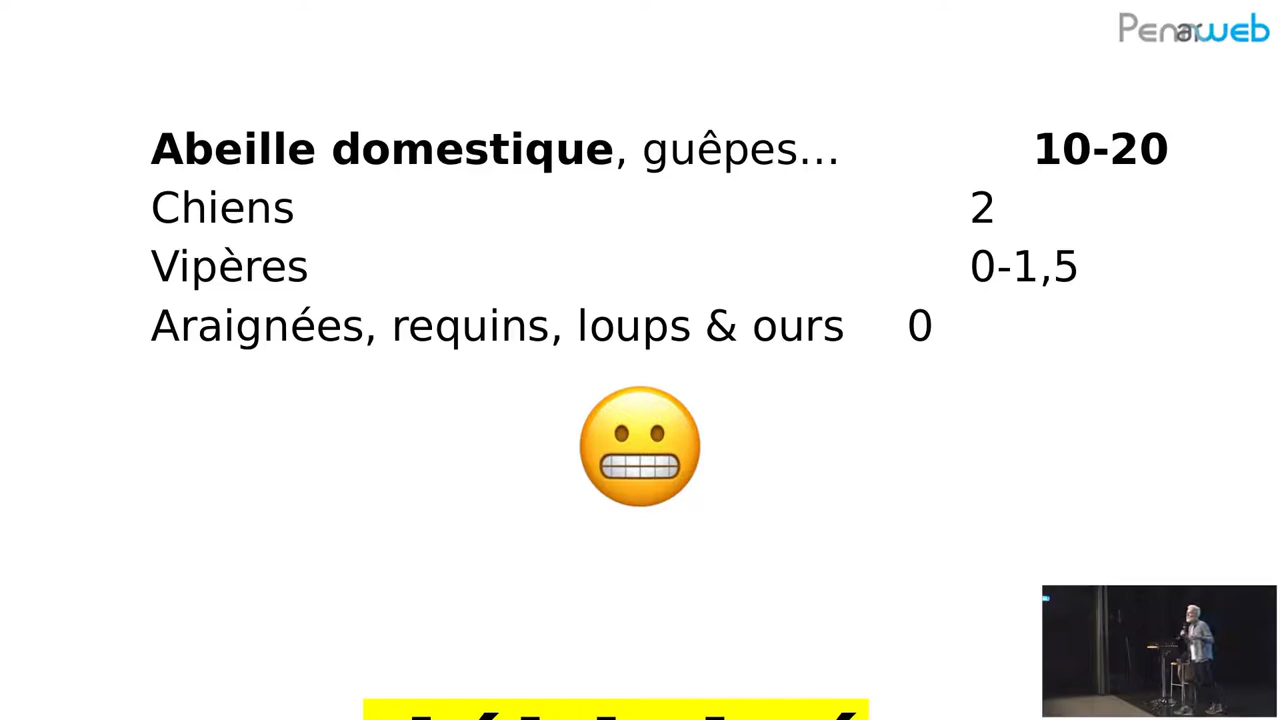 Penarweb
Abeille domestique, guêpes... 10-20
Chiens 2
Vipères 0-1,5
Araignées, requins, loups & ours 0